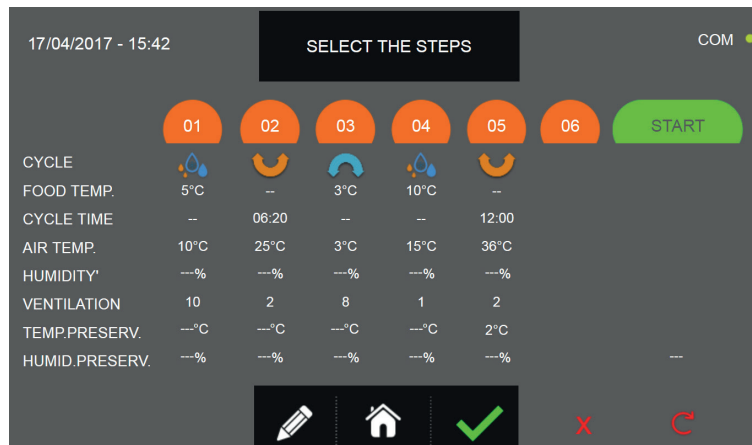 17/04/2017 - 15:42 SELECT THE STEPS COM
01 02 03 04 05 06 START
CYCLE
FOOD TEMP. 5°C -- 3°C 10°C --
CYCLE TIME -- 06:20 -- -- 12:00
AIR TEMP. 10°C 25°C 3°C 15°C 36°C
HUMIDITY' ---% ---% ---% ---% ---%
VENTILATION 10 2 8 1 2
TEMP.PRESERV. ---°C ---°C ---°C ---°C 2°C
HUMID.PRESERV. ---% ---% ---% ---% ---% ---
X